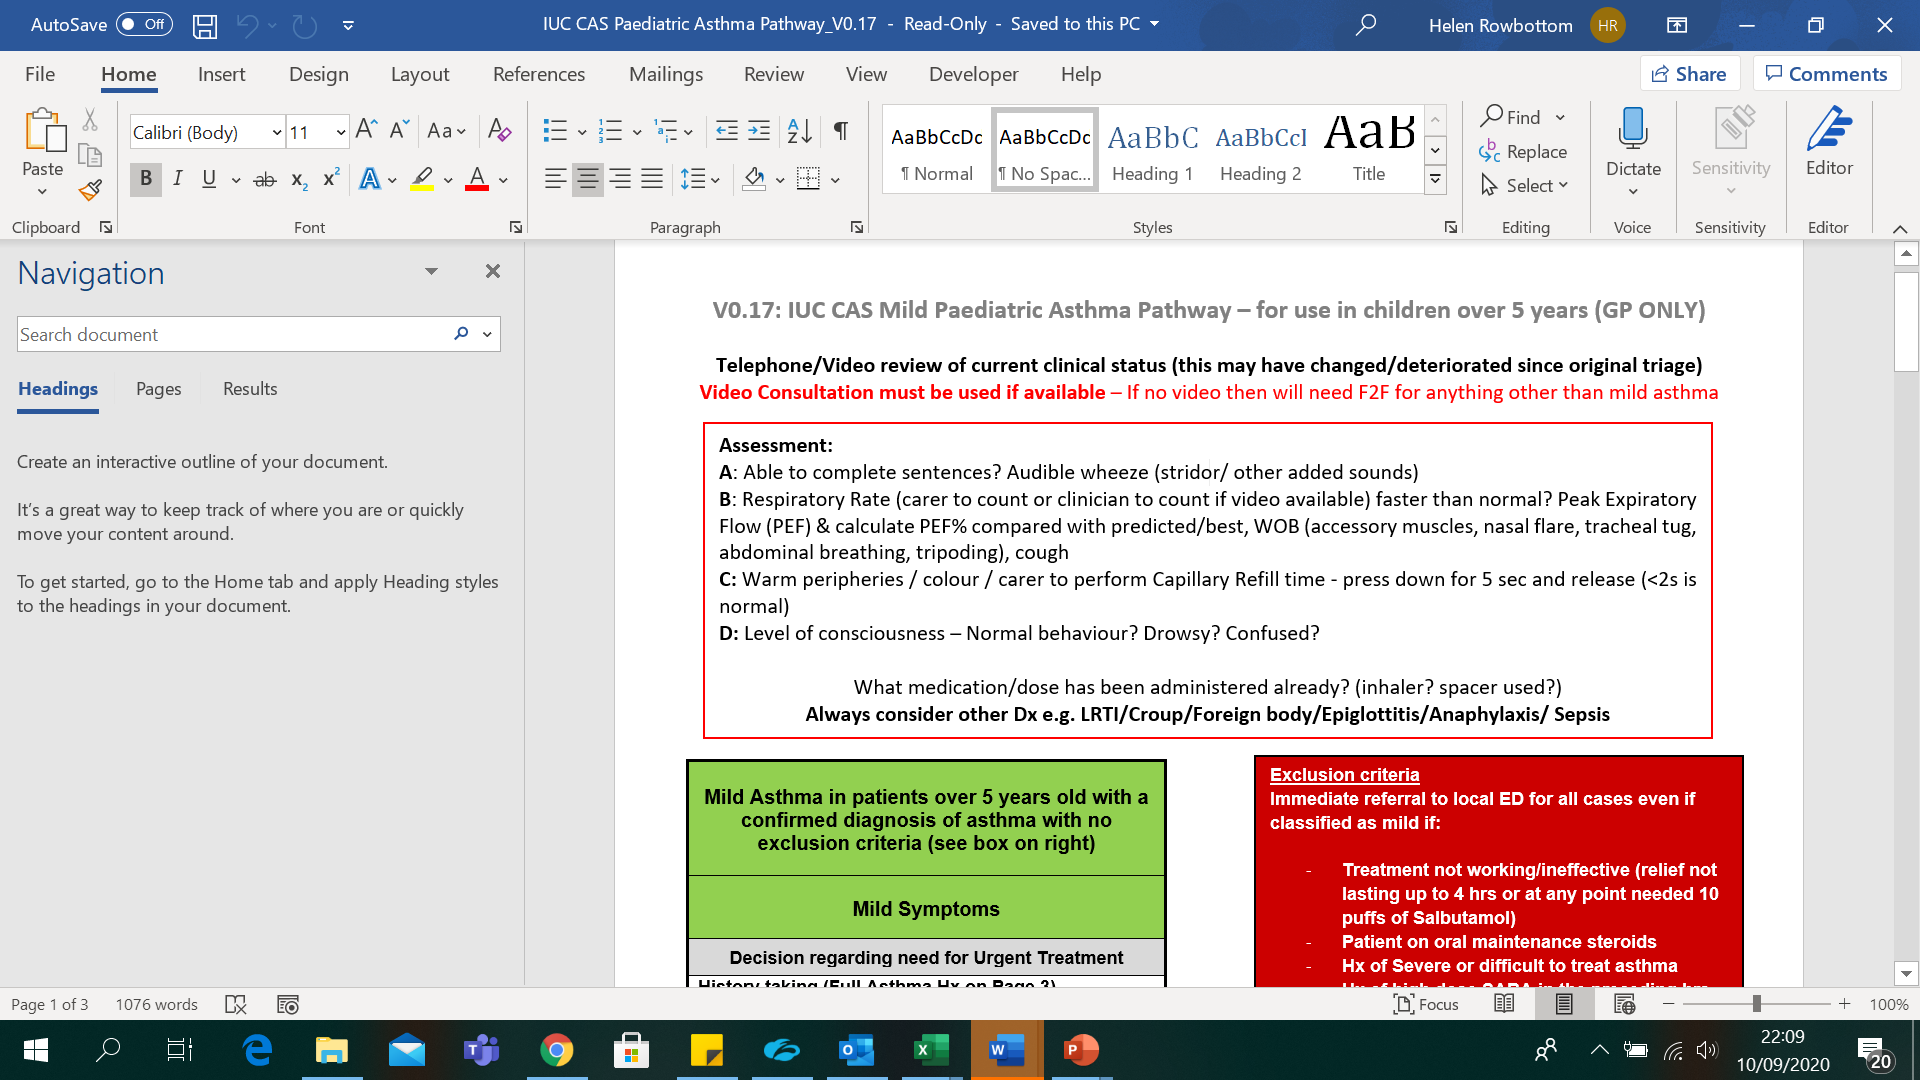 AutoSave Off
IUC CAS Paediatric Asthma Pathway_V0.17 - Read-Only - Saved to this PC
Helen Rowbottom HR
File Home Insert Design Layout References Mailings Review View Developer Help
Share Comments
Calibri (Body) 11
Paste
AaBbCcDc AaBbCcDc AaBbC AaBbCcI AaB
¶ Normal ¶ No Spac... Heading 1 Heading 2 Title
Find
Replace
Select
Dictate
Sensitivity
Editor
Clipboard Font Paragraph Styles Editing Voice Sensitivity Editor
Navigation
Search document
Headings Pages Results
Create an interactive outline of your document.
It's a great way to keep track of where you are or quickly
move your content around.
To get started, go to the Home tab and apply Heading styles
to the headings in your document.
V0.17: IUC CAS Mild Paediatric Asthma Pathway – for use in children over 5 years (GP ONLY)
Telephone/Video review of current clinical status (this may have changed/deteriorated since original triage)
Video Consultation must be used if available – If no video then will need F2F for anything other than mild asthma
Assessment:
A: Able to complete sentences? Audible wheeze (stridor/ other added sounds)
B: Respiratory Rate (carer to count or clinician to count if video available) faster than normal? Peak Expiratory
Flow (PEF) & calculate PEF% compared with predicted/best, WOB (accessory muscles, nasal flare, tracheal tug,
abdominal breathing, tripoding), cough
C: Warm peripheries / colour / carer to perform Capillary Refill time - press down for 5 sec and release (<2s is
normal)
D: Level of consciousness – Normal behaviour? Drowsy? Confused?
What medication/dose has been administered already? (inhaler? spacer used?)
Always consider other Dx e.g. LRTI/Croup/Foreign body/Epiglottitis/Anaphylaxis/ Sepsis
Mild Asthma in patients over 5 years old with a
confirmed diagnosis of asthma with no
exclusion criteria (see box on right)
Mild Symptoms
Decision regarding need for Urgent Treatment
History taking (Full Asthma Hx on Page 3)
Exclusion criteria
Immediate referral to local ED for all cases even if
classified as mild if:
- Treatment not working/ineffective (relief not
lasting up to 4 hrs or at any point needed 10
puffs of Salbutamol)
- Patient on oral maintenance steroids
- Hx of Severe or difficult to treat asthma
Page 1 of 3 1076 words
Focus
100%
22:09
10/09/2020
20